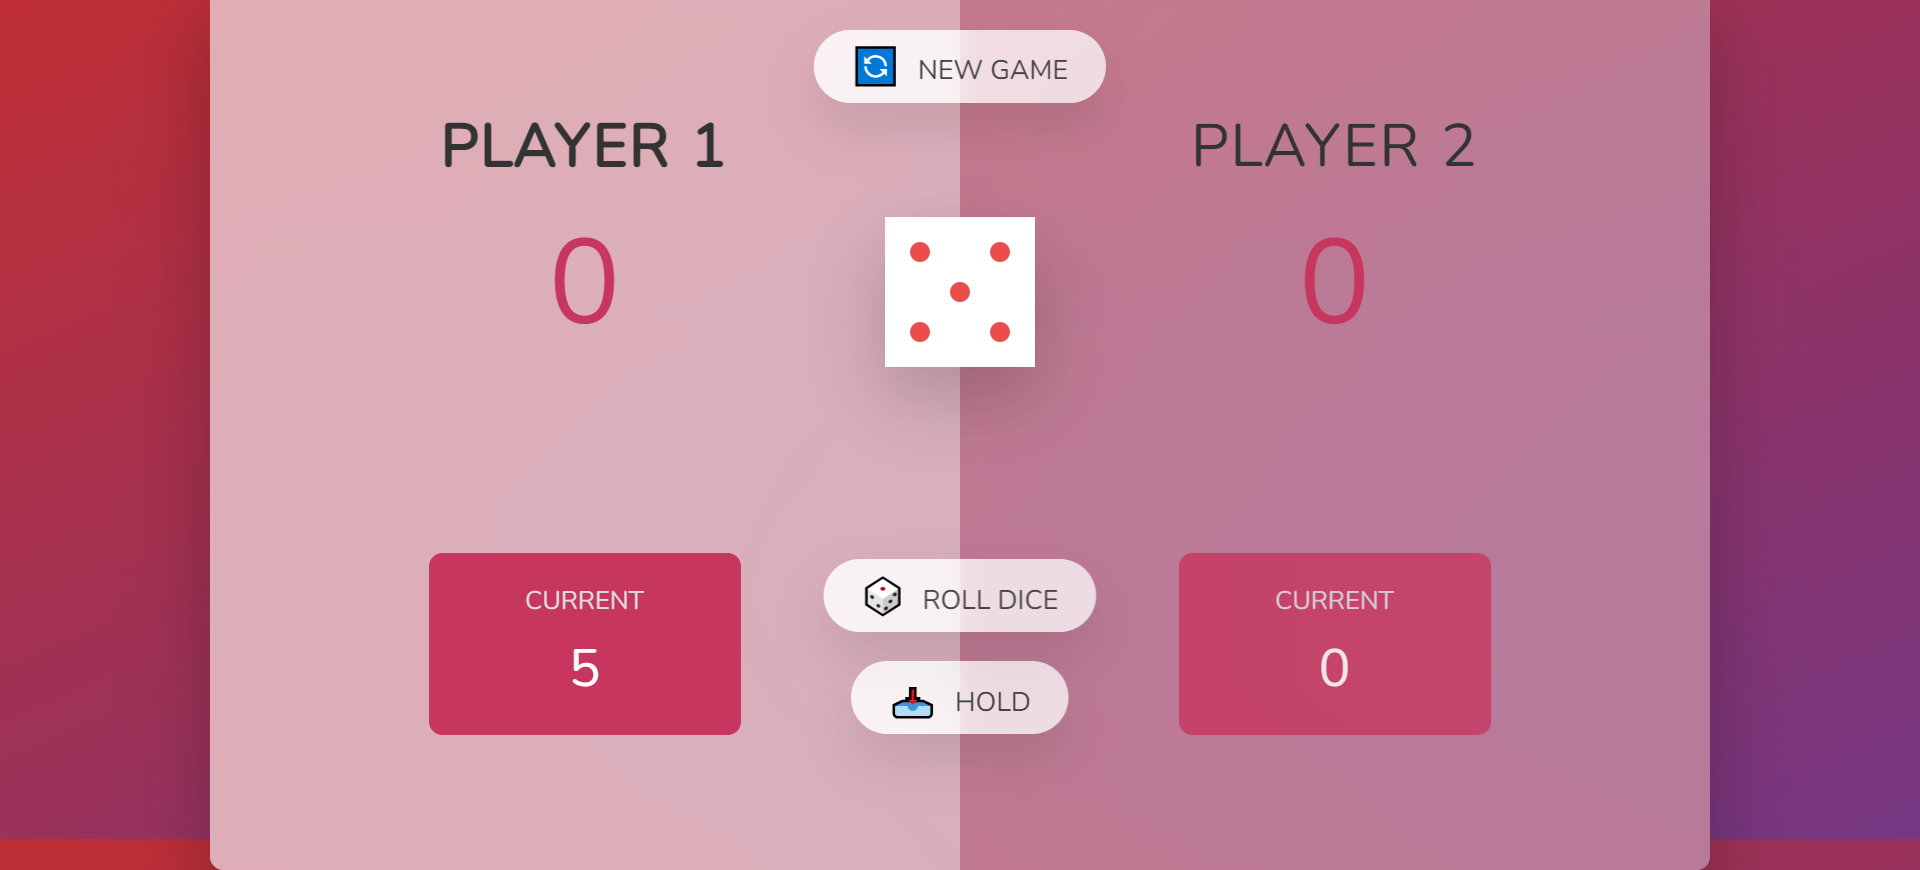 NEW GAME
PLAYER 1
PLAYER 2
0
0
CURRENT
5
ROLL DICE
HOLD
CURRENT
0